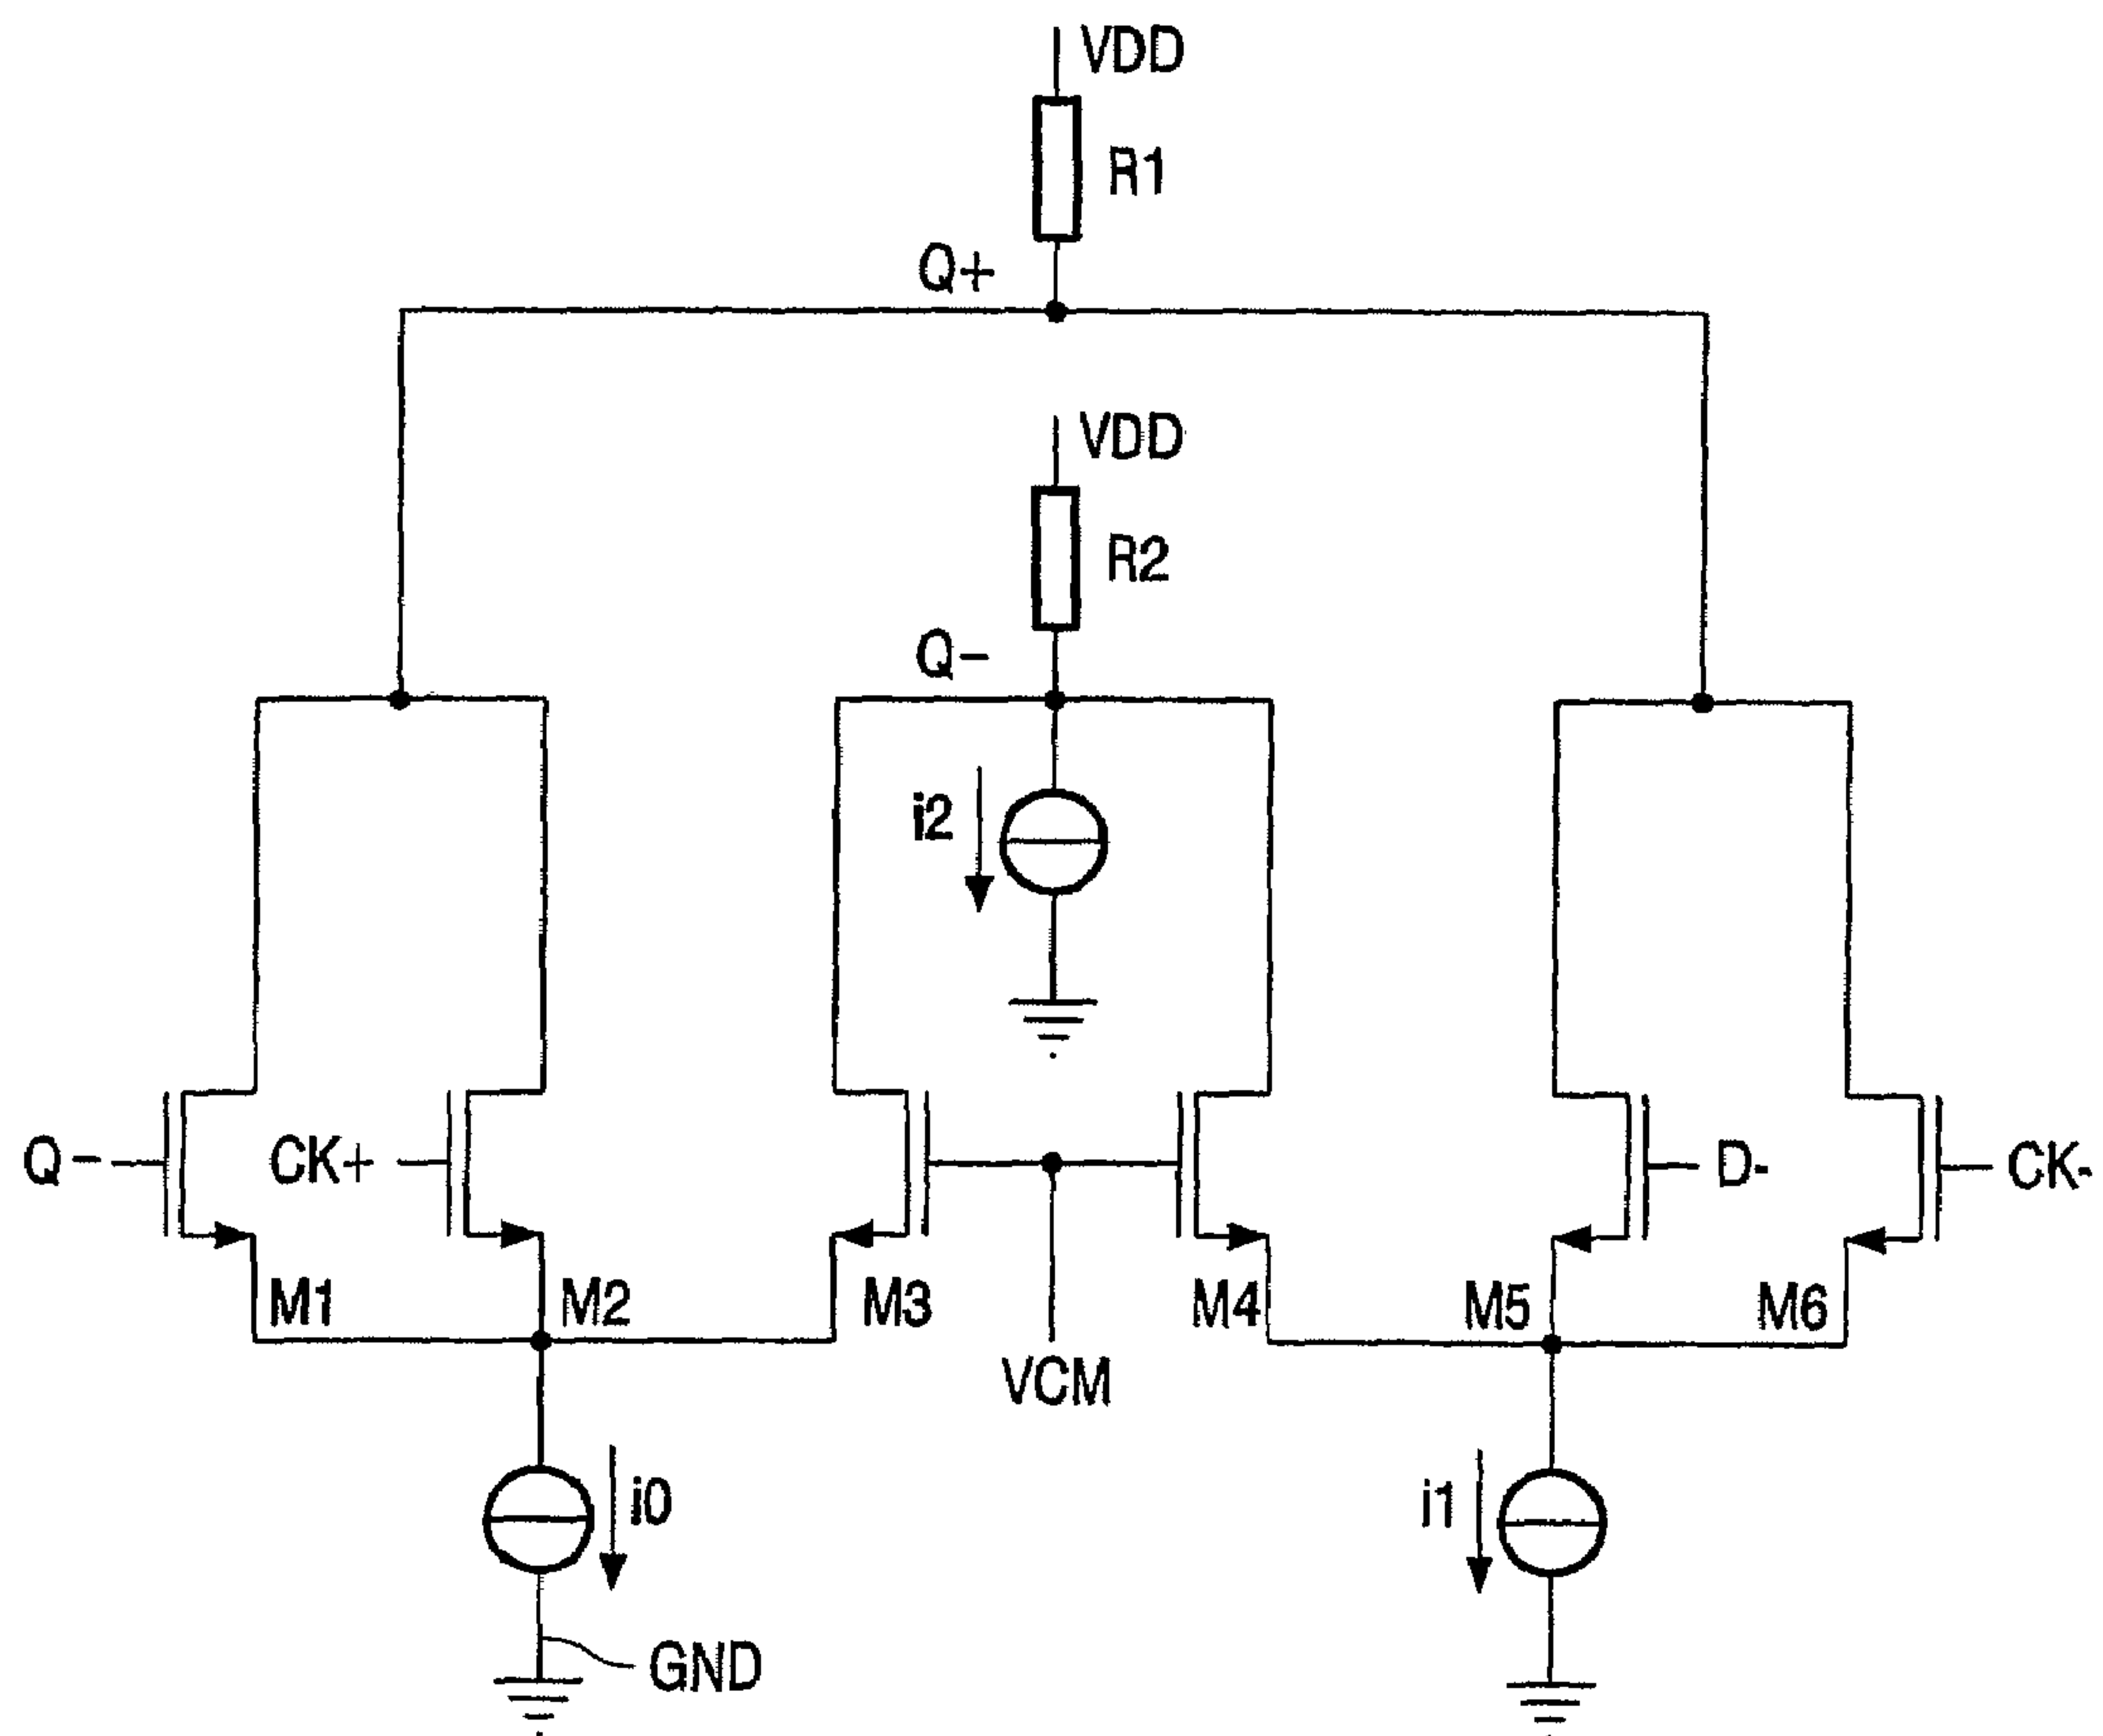 VDD
R1
Q+
VDD
R2
Q-
i2
Q-
CK+
D-
CK-
M1
M2
M3
M4
M5
M6
VCM
i0
i1
GND